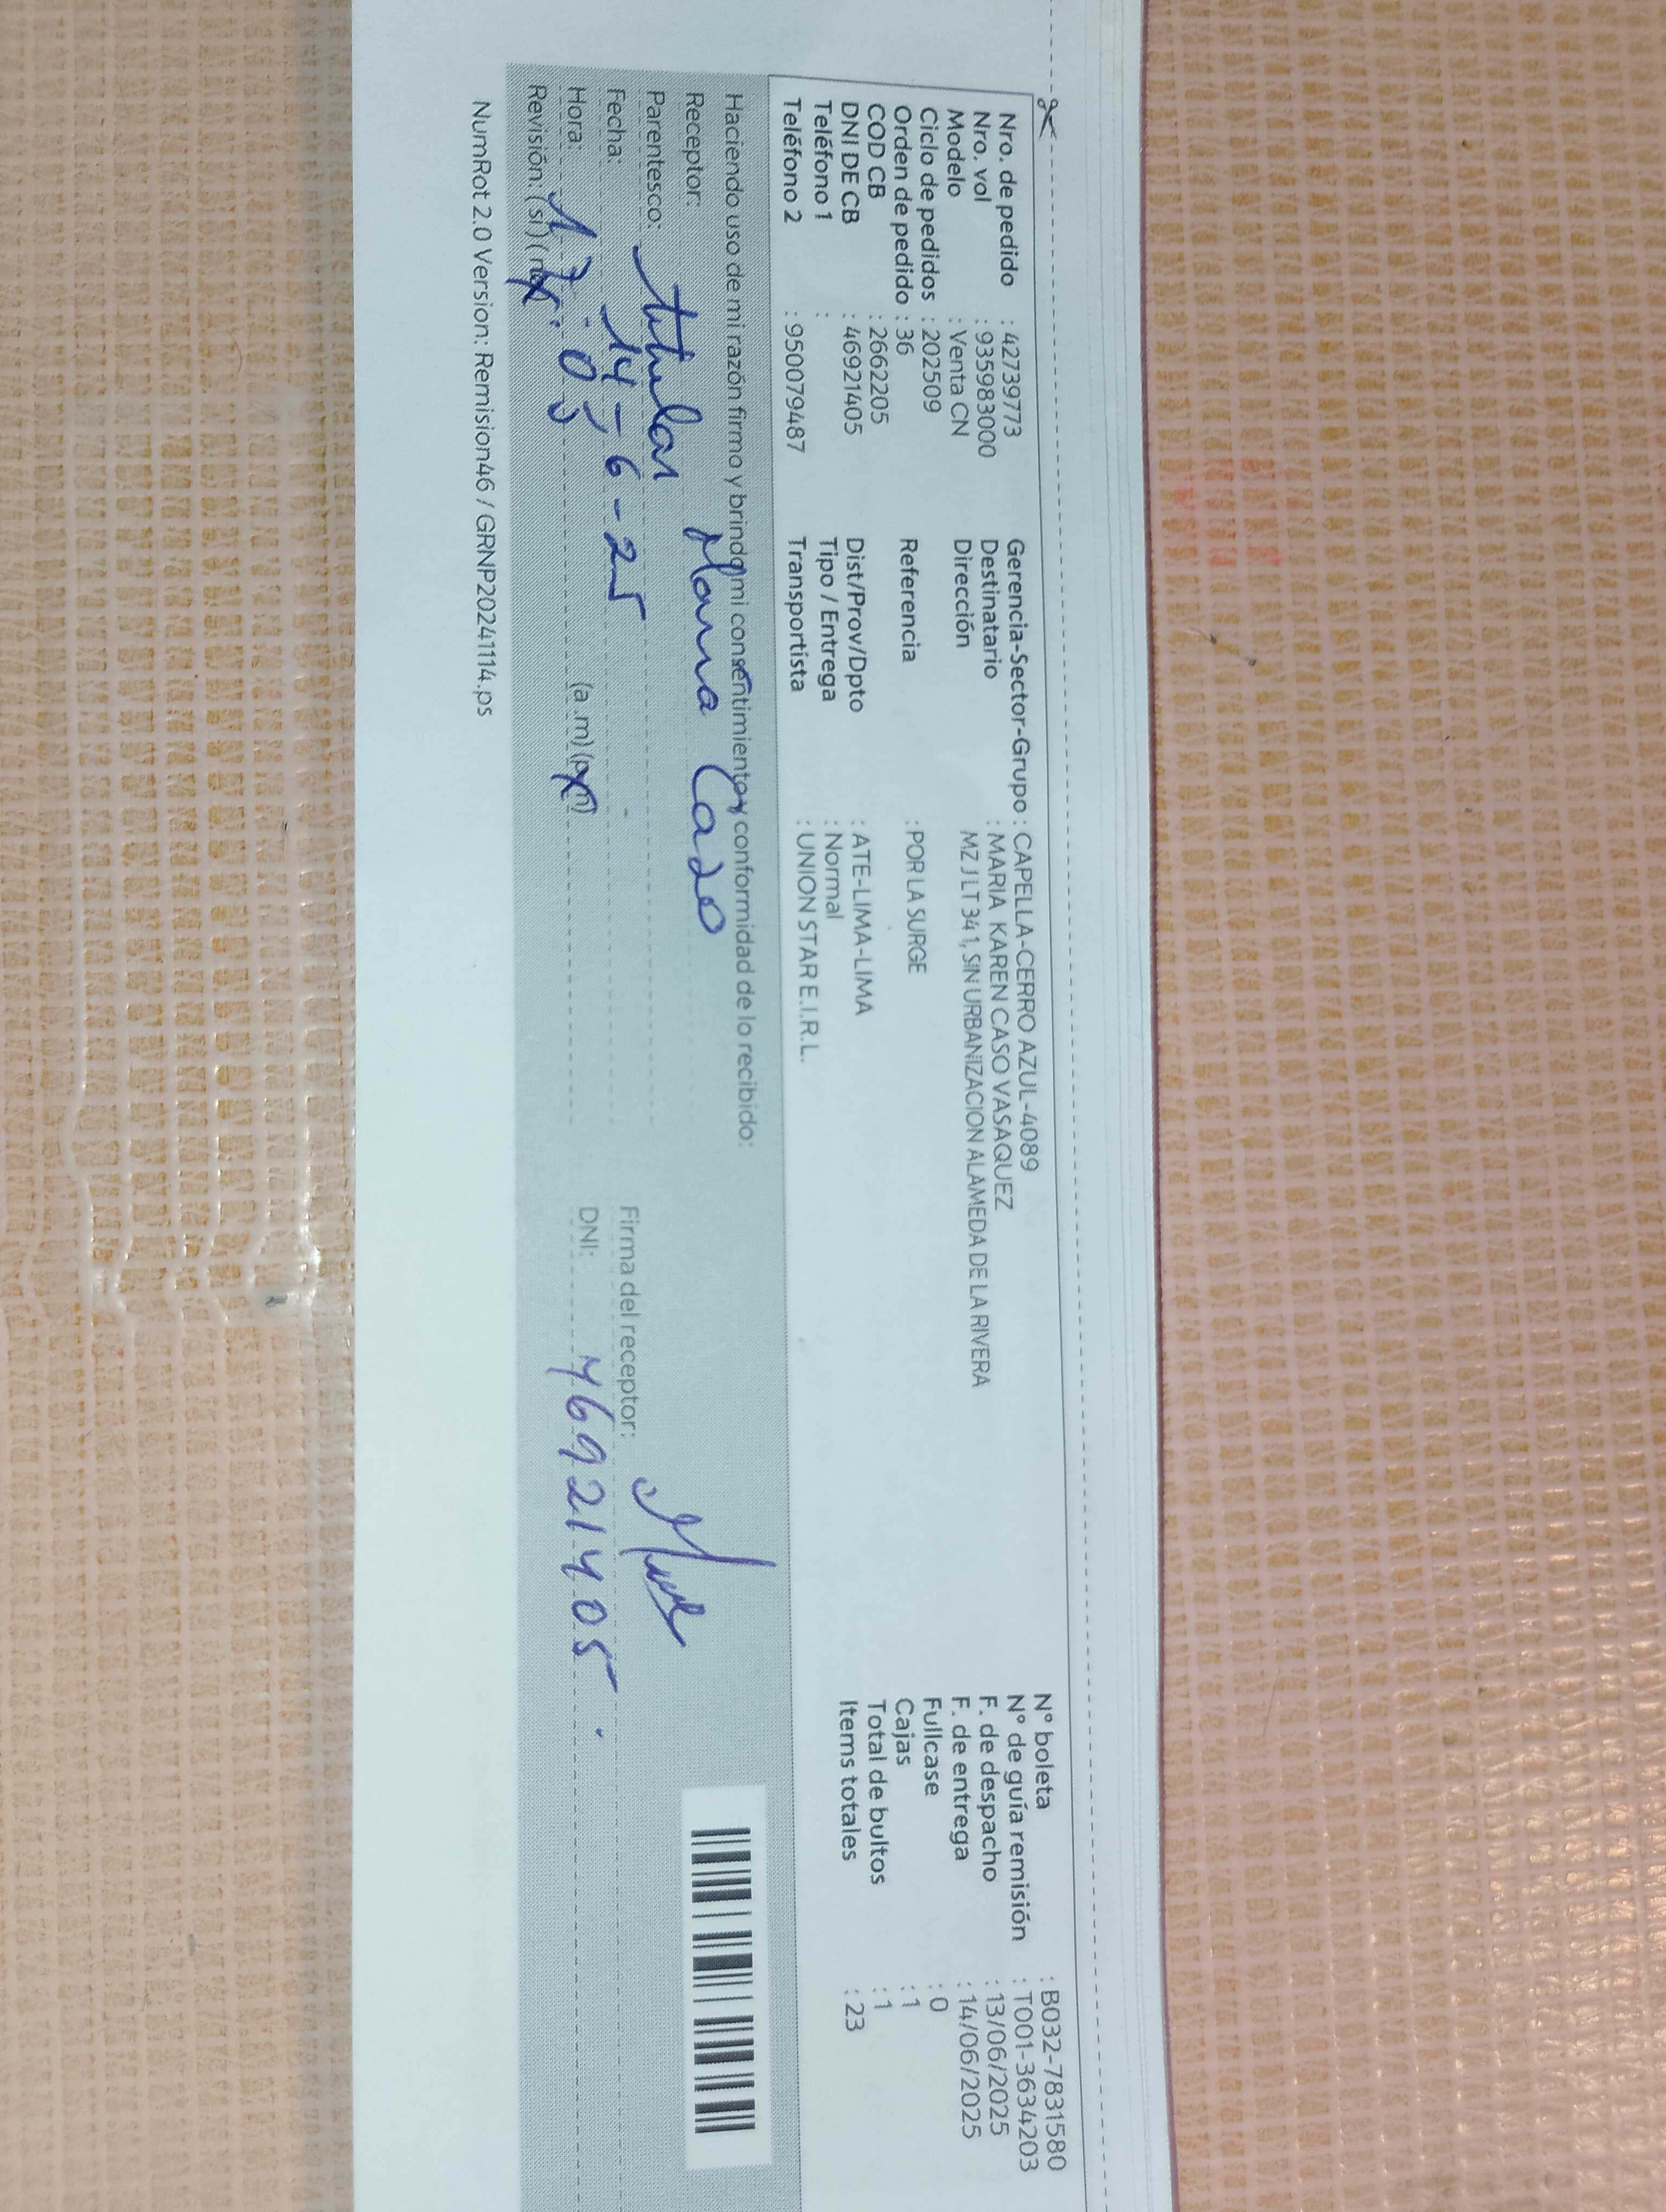 Nro. de pedido : 42739773
Nro. vol : 935983000
Modelo : Venta CN
Ciclo de pedidos : 202509
Orden de pedido : 36
COD CB : 2662205
DNI DE CB : 46921405
Teléfono 1 :
Teléfono 2 : 950079487
Gerencia-Sector-Grupo : CAPELLA-CERRO AZUL-4089
Destinatario : MARIA KAREN CASO VASAQUEZ
Dirección MZ J LT 34 1, SIN URBANIZACION ALAMEDA DE LA RIVERA
Referencia : POR LA SURGE
Dist/Prov/Dpto : ATE-LIMA-LIMA
Tipo / Entrega : Normal
Transportista : UNION STAR E.I.R.L.
N° boleta : B032-7831580
N° de guía remisión : T001-3634203
F. de despacho : 13/06/2025
F. de entrega : 14/06/2025
Fullcase : 0
Cajas : 1
Total de bultos : 1
Items totales : 23
Haciendo uso de mi razón firmo y brindo mi consentimiento y conformidad de lo recibido:
Receptor: Maria Cazo
Parentesco: titular
Fecha: 14-6-25
Hora: (a.m) (p.m)
Revisión: (si) (no)
Firma del receptor:
DNI: 46921405.
NumRot 2.0 Version: Remision46 / GRNP20241114.ps